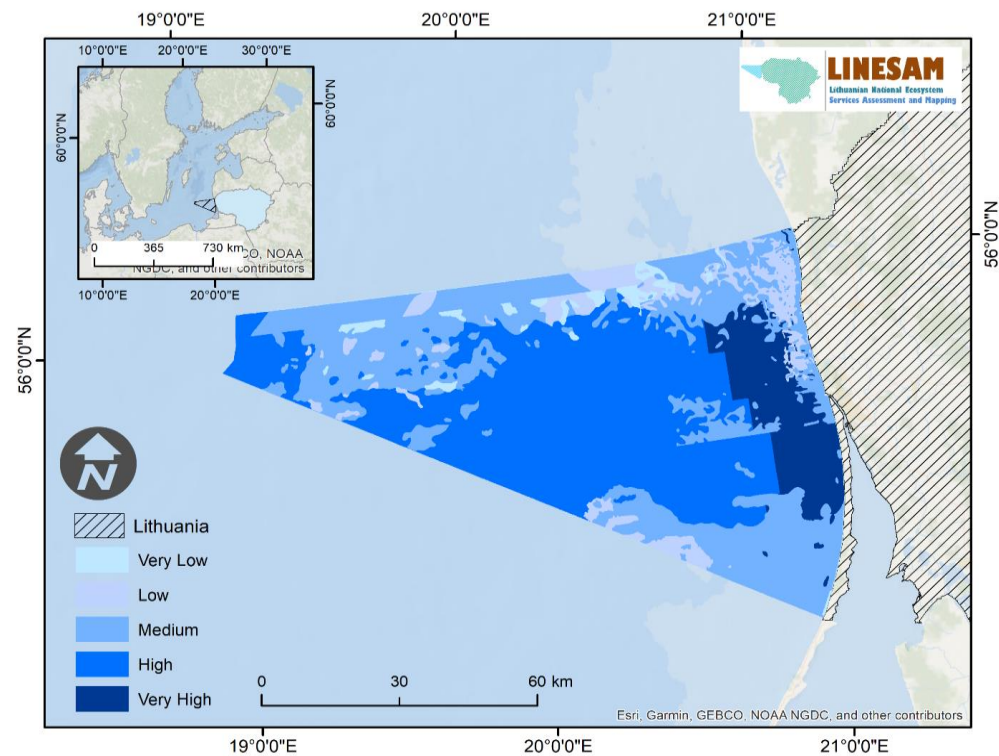 19°0'0"E 20°0'0"E 21°0'0"E
10°0'0"E 20°0'0"E 30°0'0"E
LINESAM
Lithuanian National Ecosystem
Services Assessment and Mapping
60°0'0"N
60°0'0"N
0 365 730 km
CO, NOAA
NGDC, and other contributors
10°0'0"E 20°0'0"E
56°0'0"N
56°0'0"N
N
Lithuania
Very Low
Low
Medium
High
Very High
0 30 60 km
Esri, Garmin, GEBCO, NOAA NGDC, and other contributors
19°0'0"E 20°0'0"E 21°0'0"E